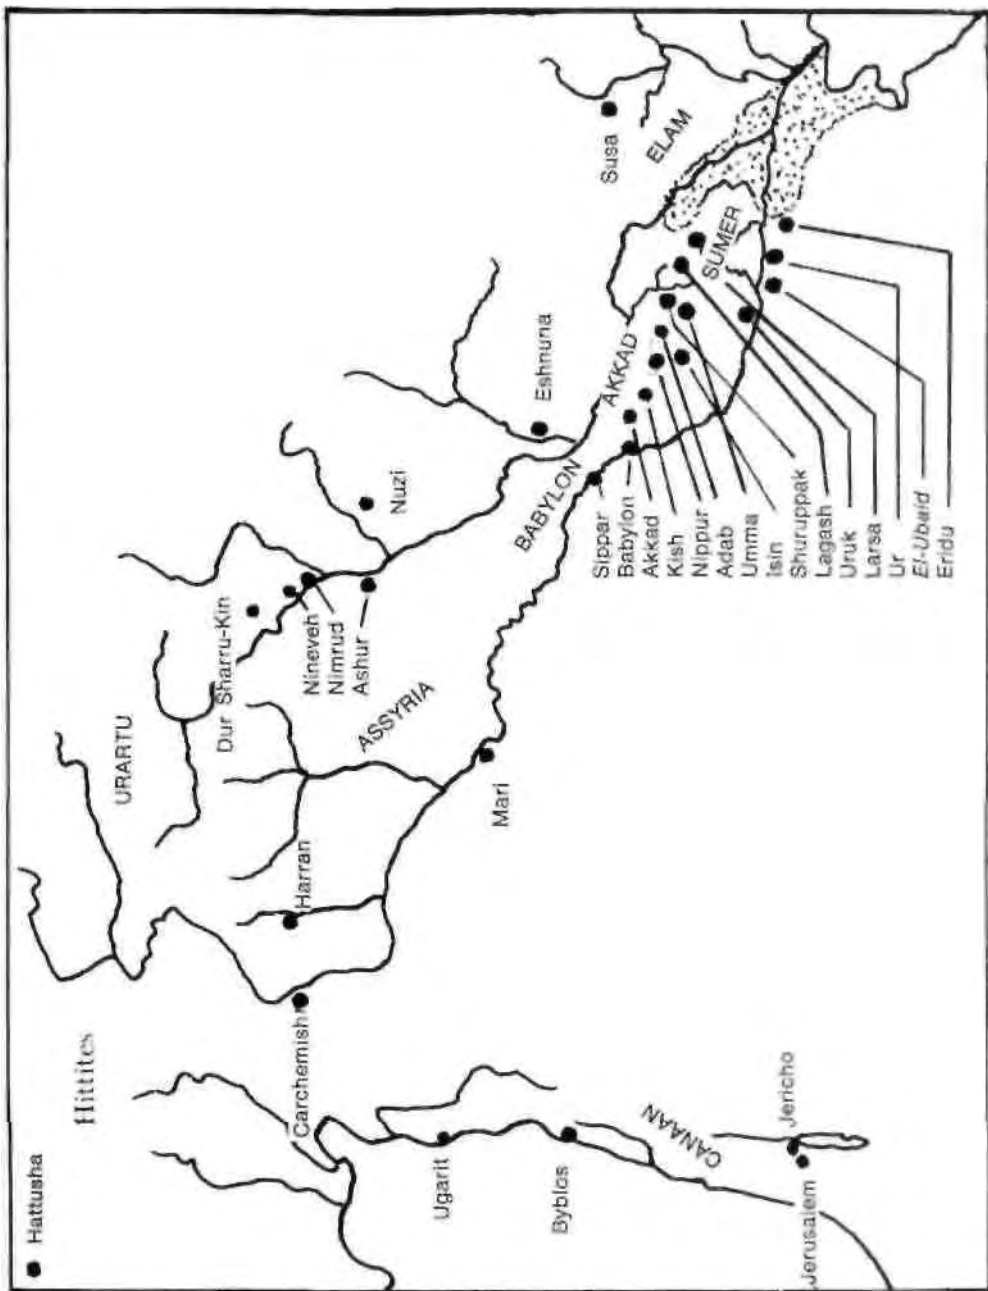 Hattusha
Hittites
URARTU
Carchemish
Harran
Dur Sharru-Kin
Nineveh
Nimrud
Ashur
Nuzi
ASSYRIA
Ugarit
Mari
Eshnuna
Byblos
BABYLON
AKKAD
Susa
ELAM
CANAAN
SUMER
Jericho
Jerusalem
Sippar
Babylon
Akkad
Kish
Nippur
Adab
Umma
Isin
Shuruppak
Lagash
Uruk
Larsa
Ur
El-Ubaid
Eridu